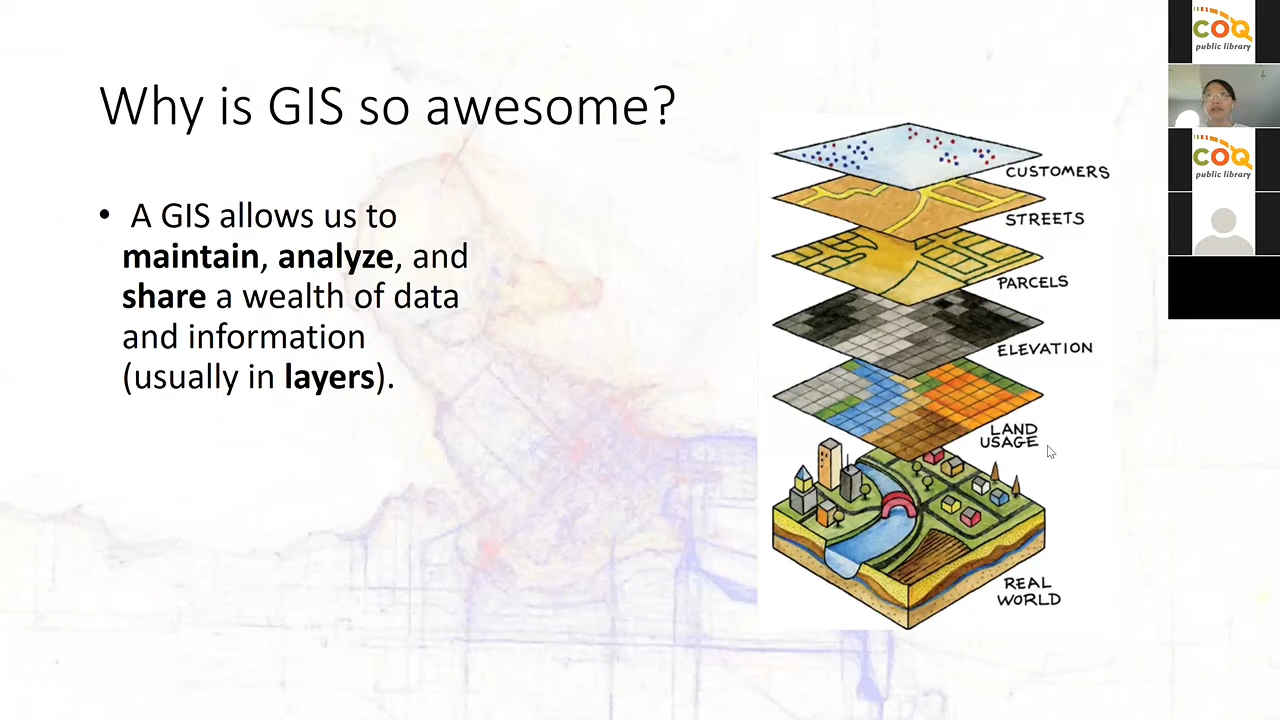 Why is GIS so awesome?
• A GIS allows us to
maintain, analyze, and
share a wealth of data
and information
(usually in layers).
CUSTOMERS
STREETS
PARCELS
ELEVATION
LAND
USAGE
REAL
WORLD
COQ
public library
COQ
public library